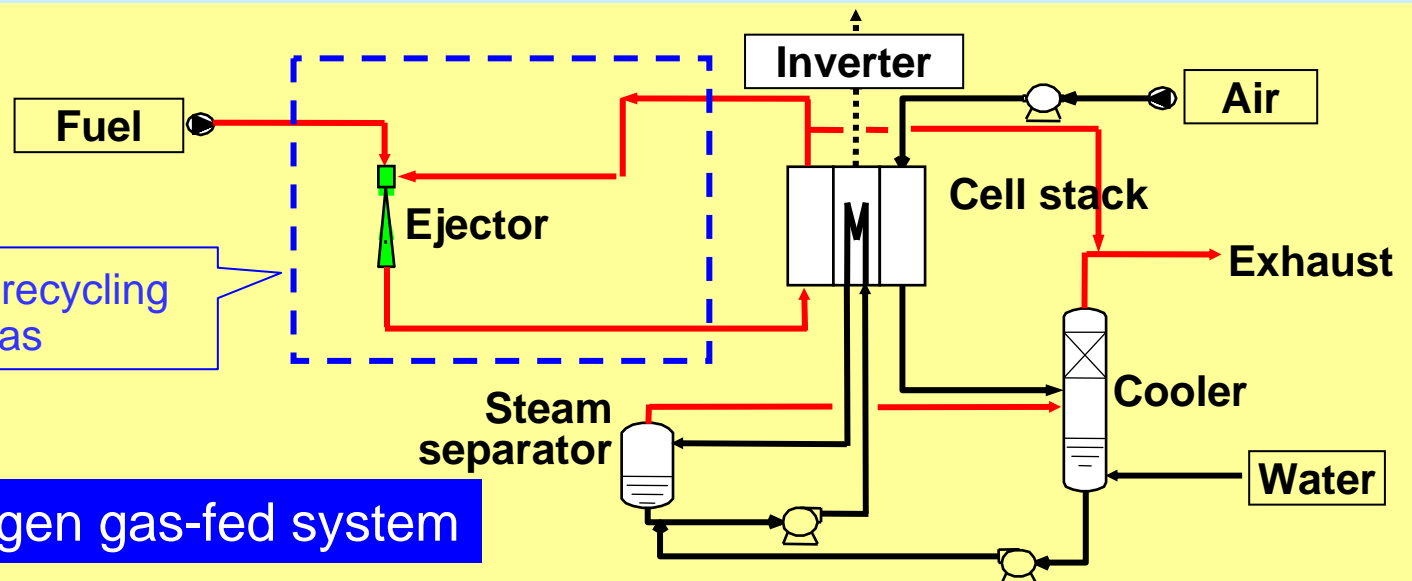 Inverter
Fuel
Air
Cell stack
Ejector
Exhaust
recycling
as
Cooler
Steam
separator
Water
gen gas-fed system